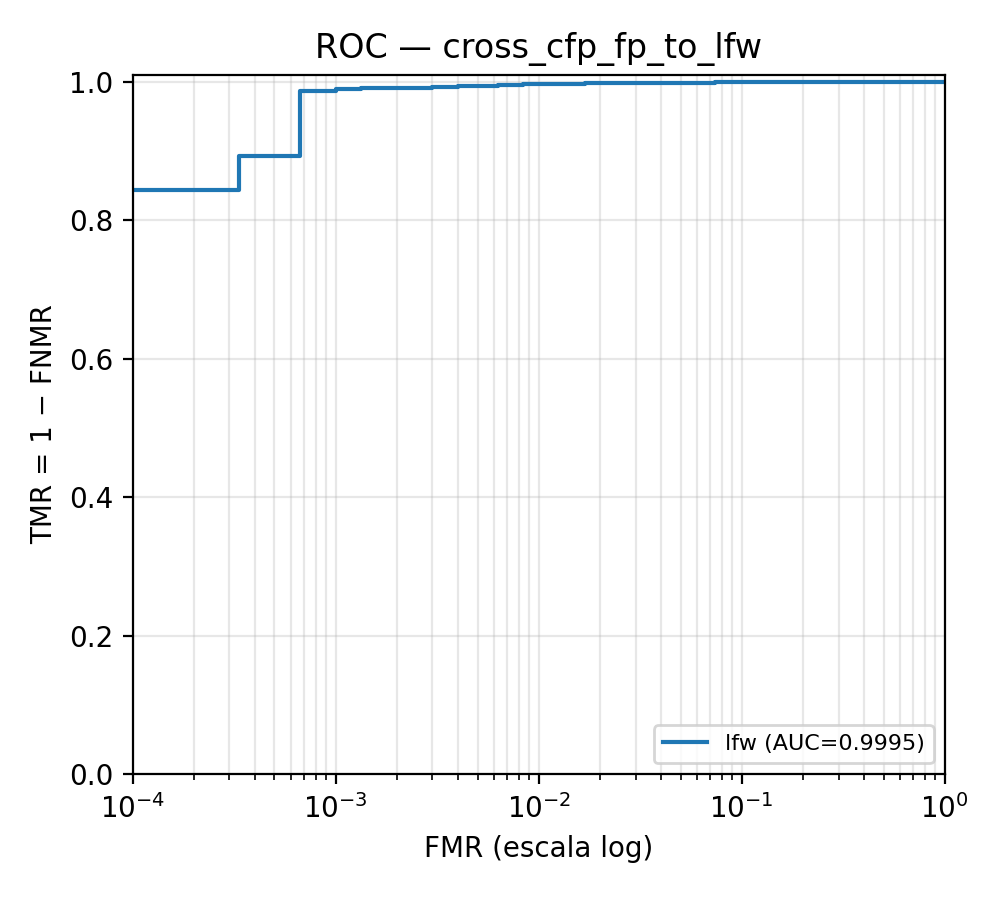 ROC — cross_cfp_fp_to_lfw
TMR = 1 − FNMR
1.0
0.8
0.6
0.4
0.2
0.0
lfw (AUC=0.9995)
10⁻⁴ 10⁻³ 10⁻² 10⁻¹ 10⁰
FMR (escala log)